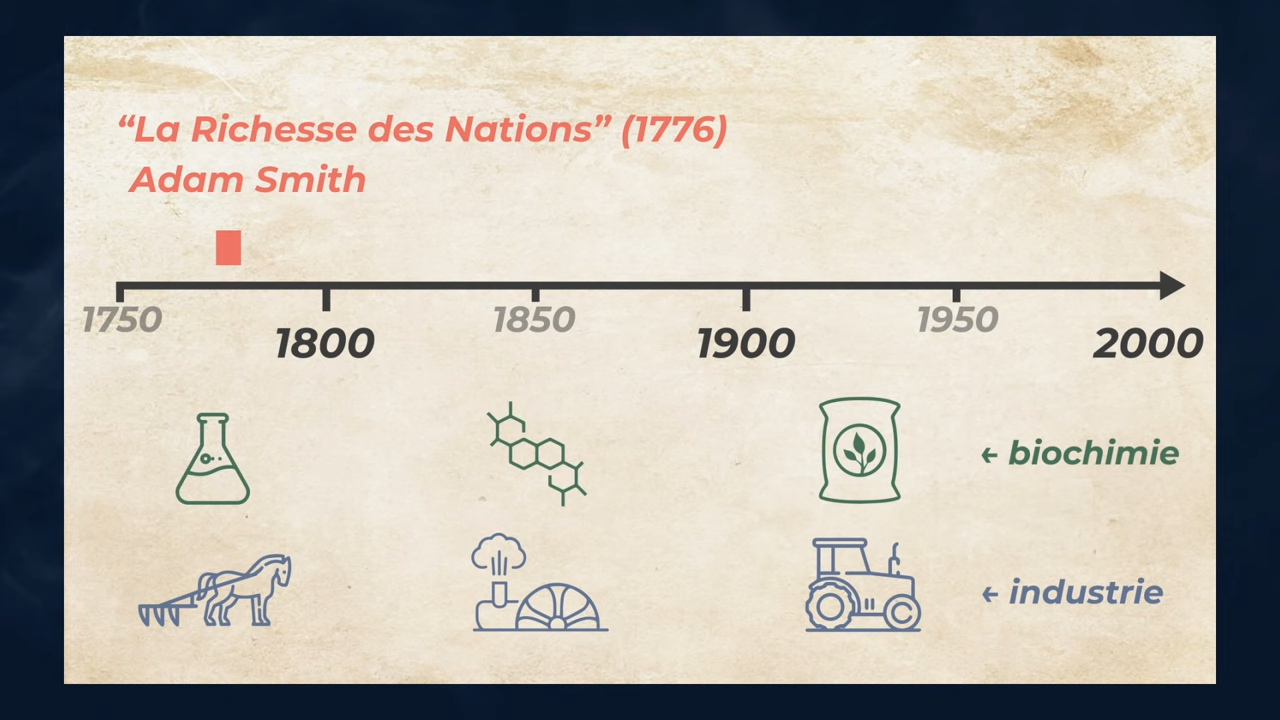 “La Richesse des Nations” (1776)
Adam Smith
1750
1800
1850
1900
1950
2000
← biochimie
← industrie